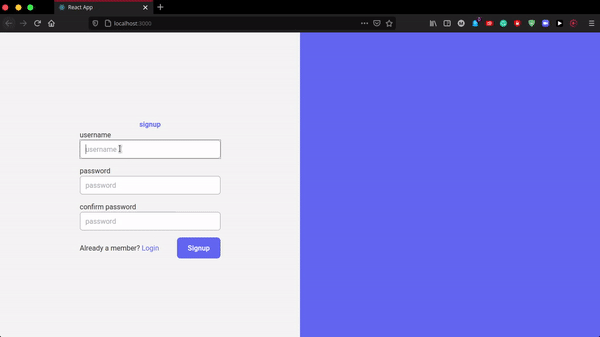 React App
localhost:3000
signup
username
username
password
password
confirm password
password
Already a member? Login
Signup